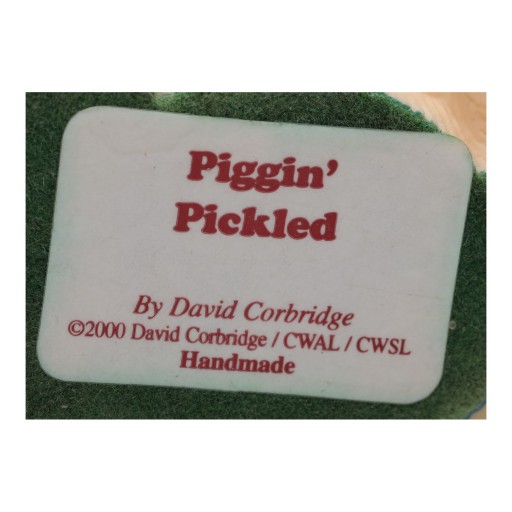 Piggin'
Pickled
By David Corbridge
©2000 David Corbridge / CWAL / CWSL
Handmade